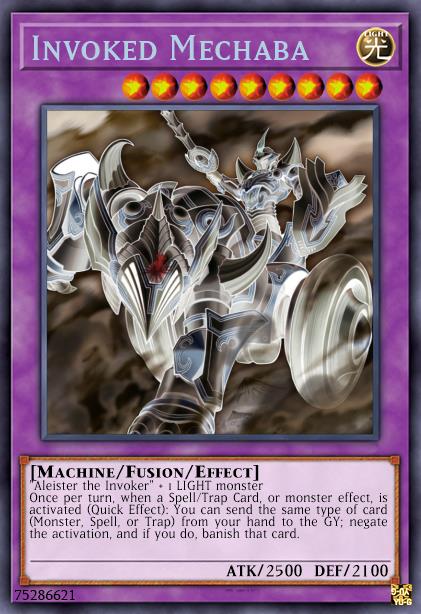 Invoked Mechaba
LIGHT
光
[Machine/Fusion/Effect]
"Aleister the Invoker" + 1 LIGHT monster
Once per turn, when a Spell/Trap Card, or monster effect, is
activated (Quick Effect): You can send the same type of card
(Monster, Spell, or Trap) from your hand to the GY; negate
the activation, and if you do, banish that card.
ATK/2500 DEF/2100
75286621